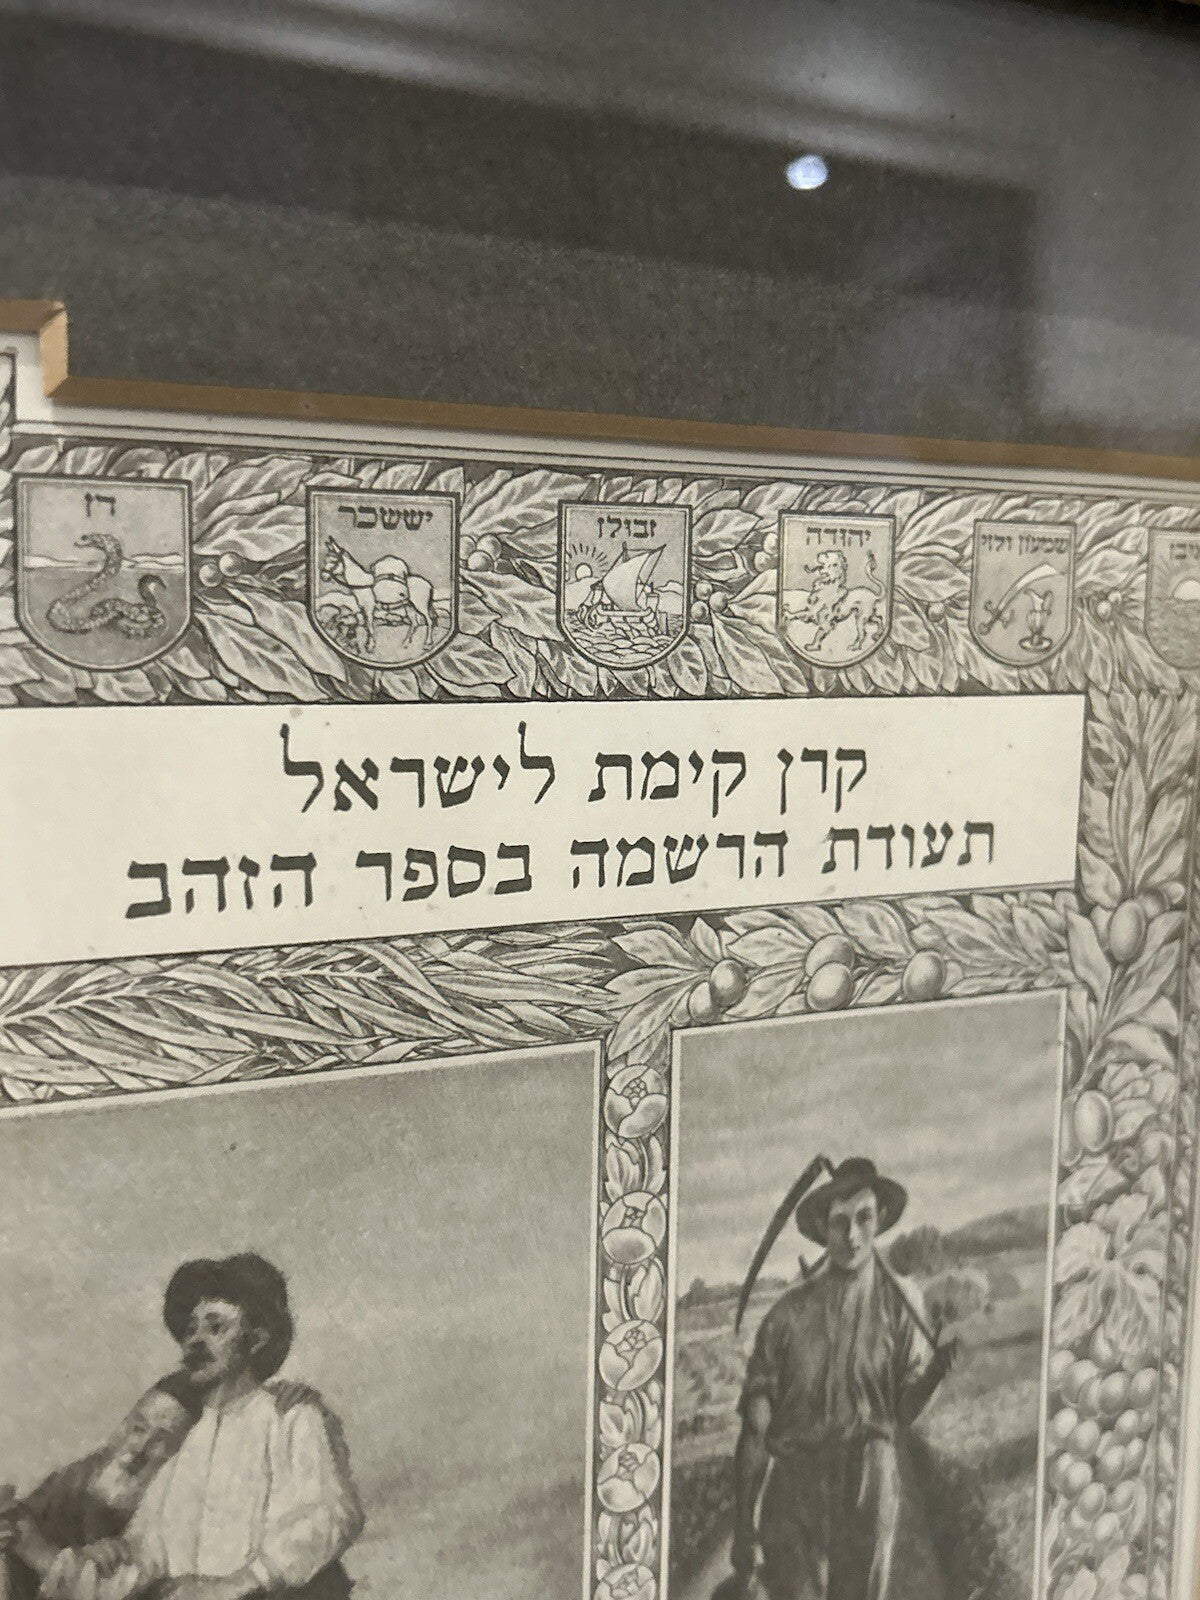 שמעון ולוי
יהודה
זבולן
יששכר
דן
קרן קימת לישראל
תעודת הרשמה בספר הזהב